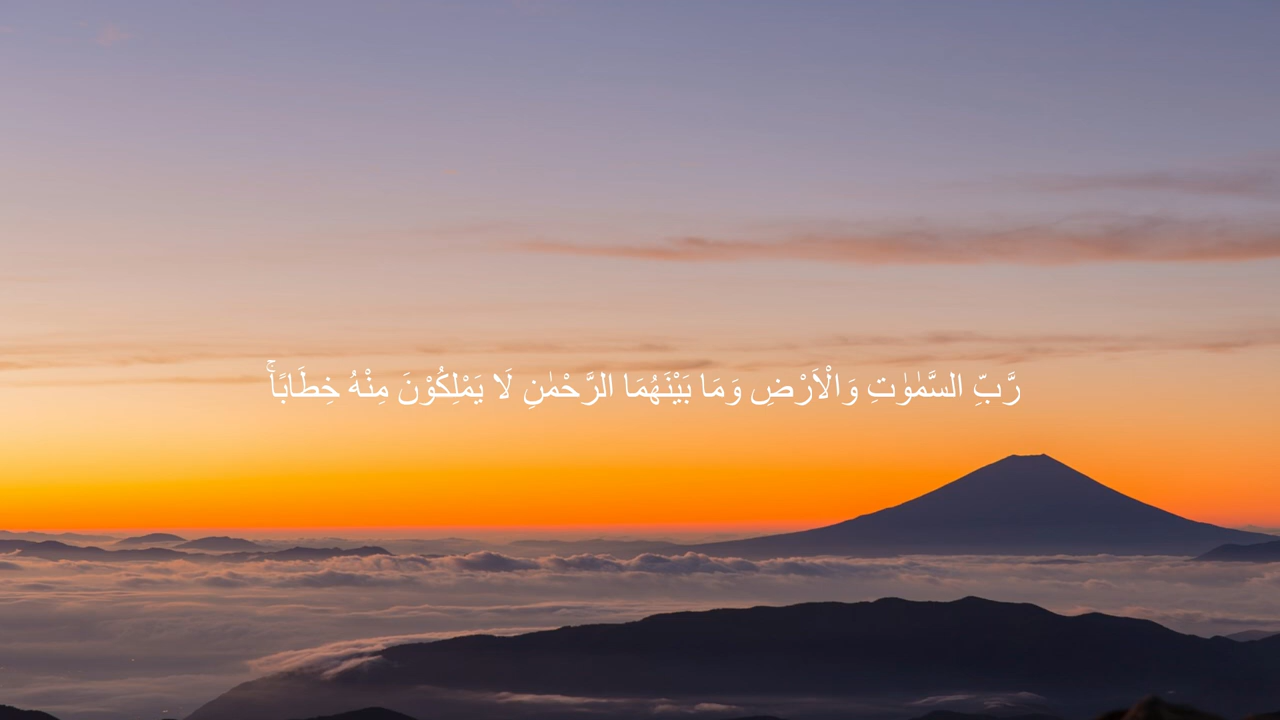 رَّبِّ السَّمٰوٰتِ وَالْاَرْضِ وَمَا بَيْنَهُمَا الرَّحْمٰنِ لَا يَمْلِكُوْنَ مِنْهُ خِطَابًاۚ